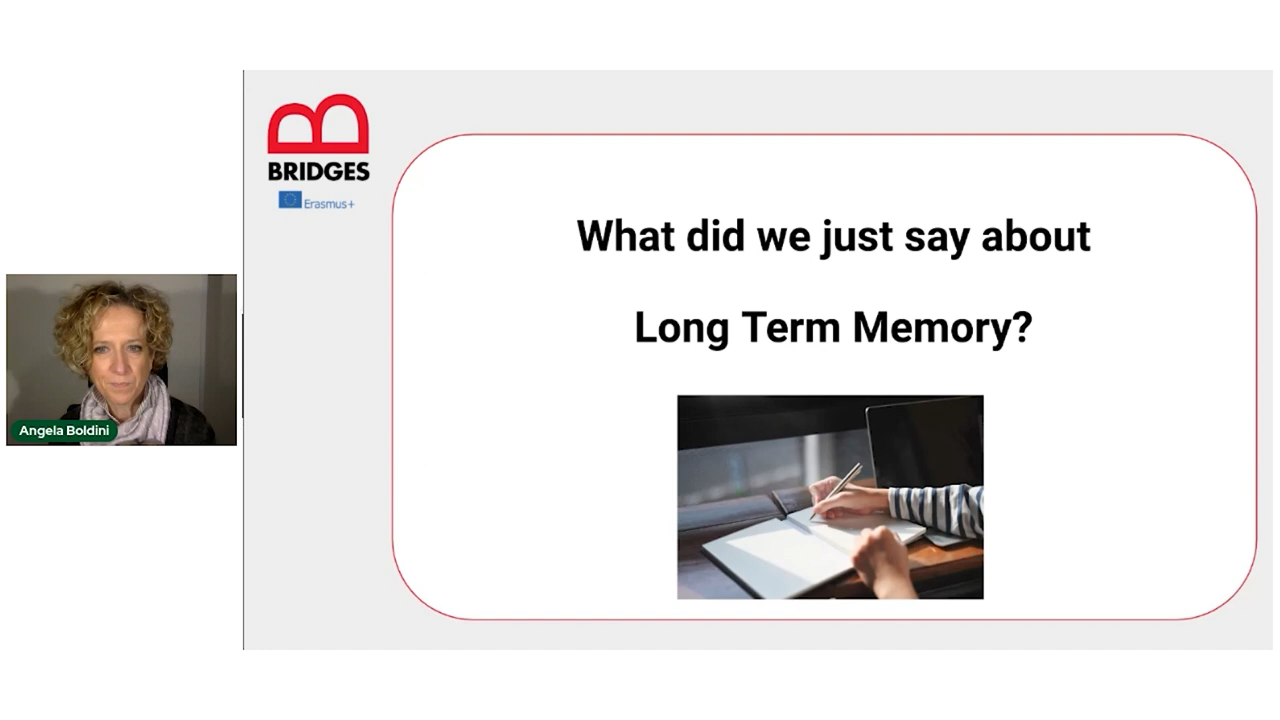 BRIDGES
Erasmus+
What did we just say about
Long Term Memory?
Angela Boldini